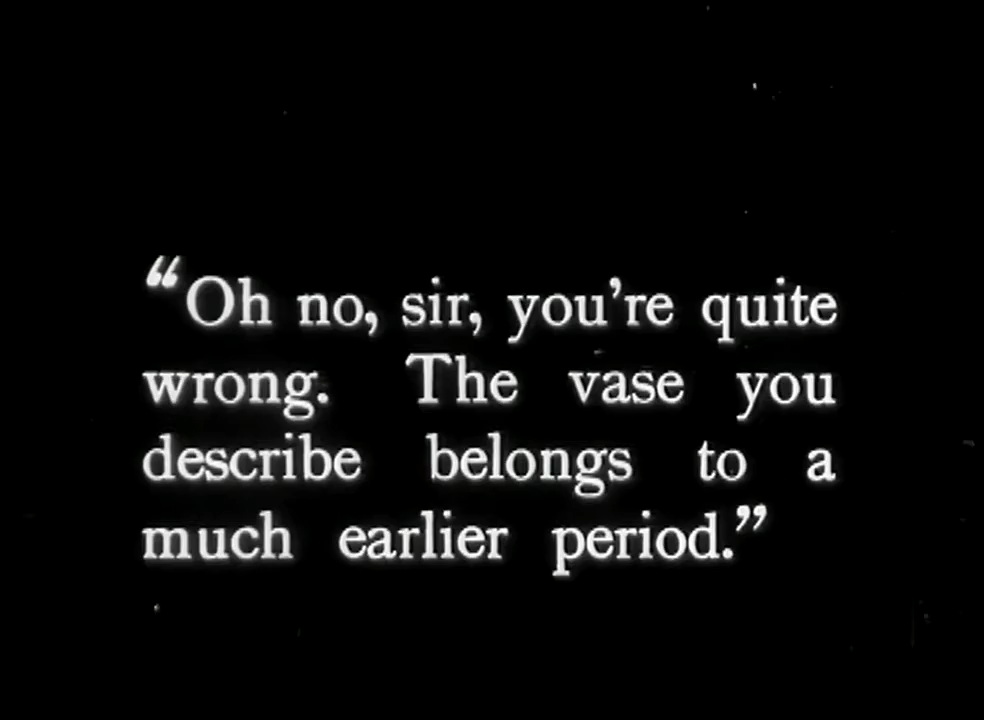 “Oh no, sir, you’re quite
wrong. The vase you
describe belongs to a
much earlier period.”